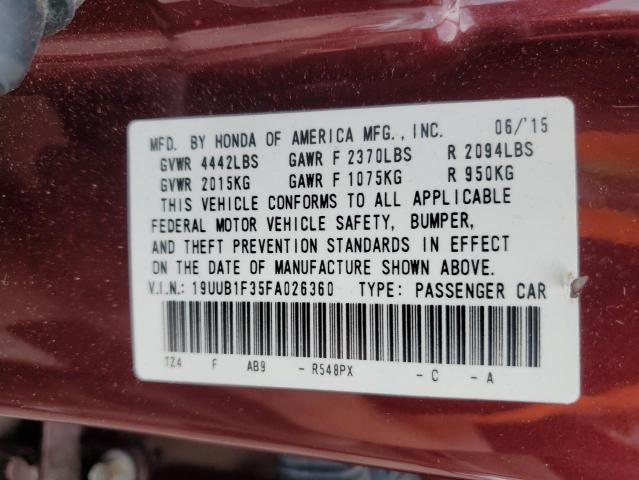 MFD. BY HONDA OF AMERICA MFG., INC. 06/'15
GVWR 4442LBS GAWR F 2370LBS R 2094LBS
GVWR 2015KG GAWR F 1075KG R 950KG
THIS VEHICLE CONFORMS TO ALL APPLICABLE
FEDERAL MOTOR VEHICLE SAFETY, BUMPER,
AND THEFT PREVENTION STANDARDS IN EFFECT
ON THE DATE OF MANUFACTURE SHOWN ABOVE.
V.I.N.: 19UUB1F35FA026360 TYPE: PASSENGER CAR
TZ4 F AB9 - R548PX - C - A